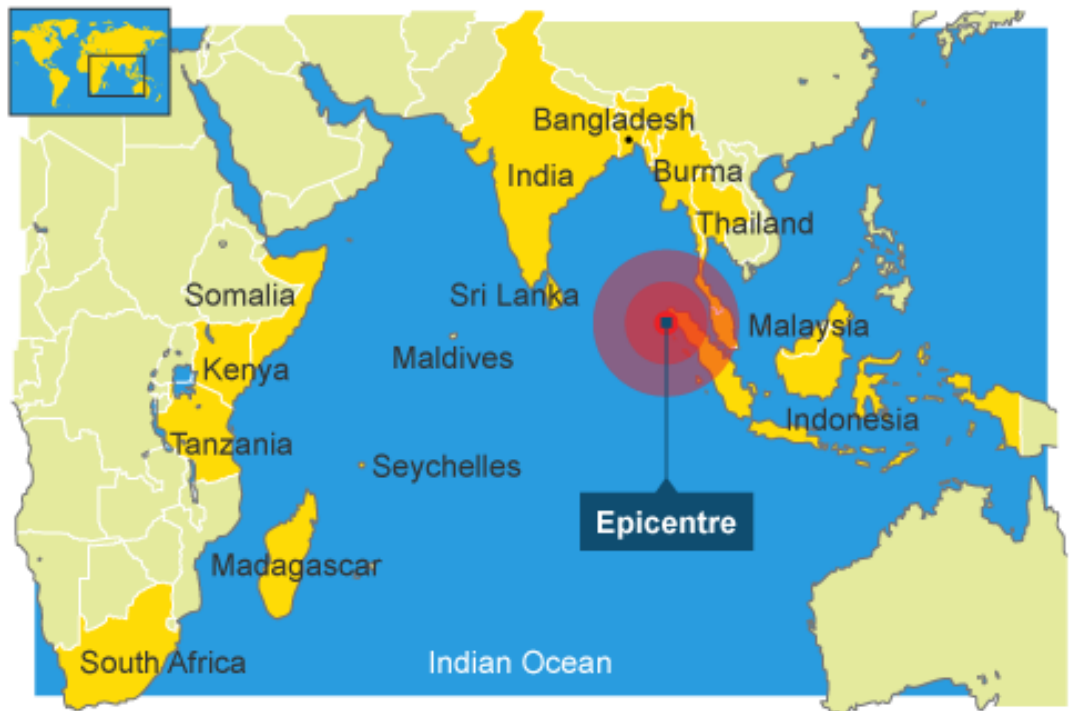 Bangladesh
India
Burma
Thailand
Somalia
Sri Lanka
Malaysia
Maldives
Kenya
Indonesia
Tanzania
Seychelles
Epicentre
Madagascar
South Africa
Indian Ocean